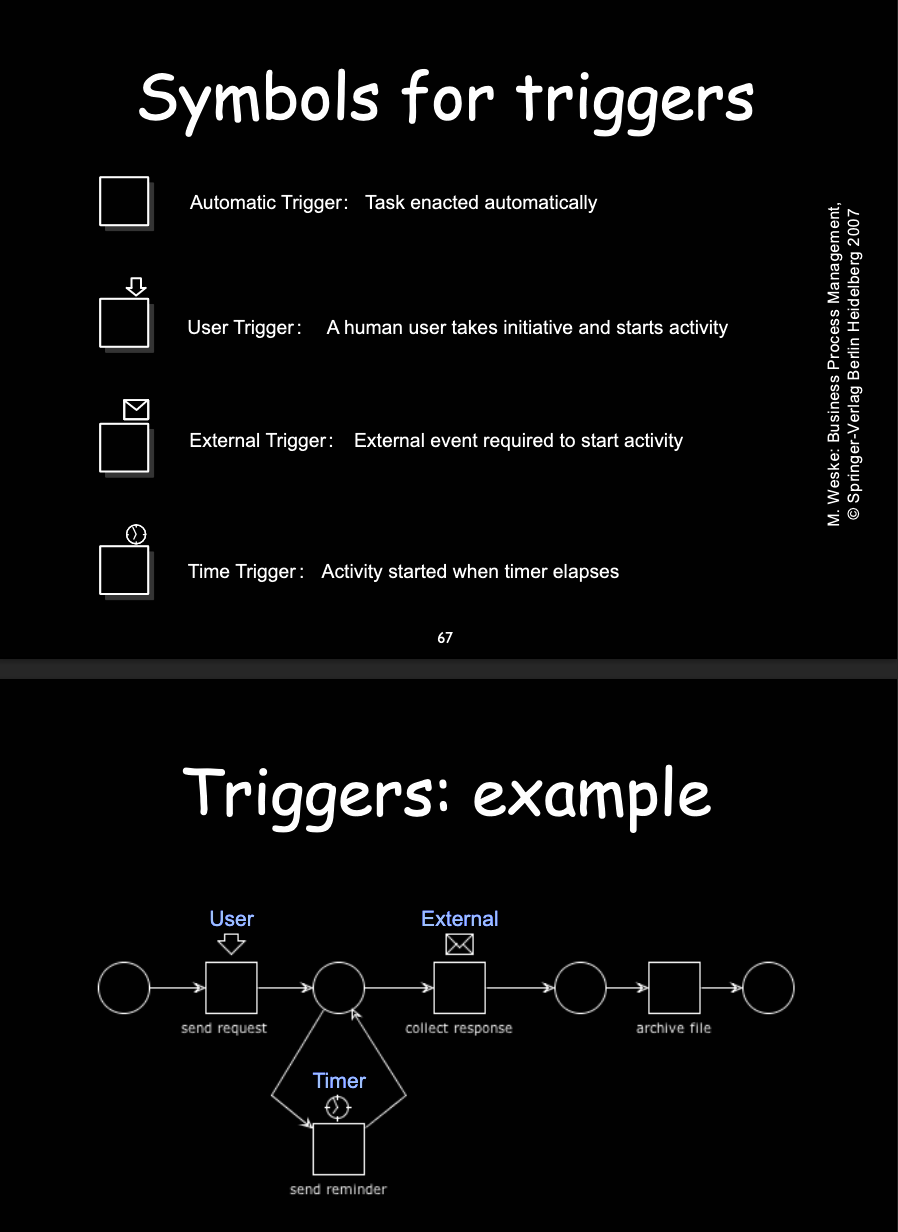 Symbols for triggers
Automatic Trigger: Task enacted automatically
User Trigger: A human user takes initiative and starts activity
External Trigger: External event required to start activity
Time Trigger: Activity started when timer elapses
M. Weske: Business Process Management,
© Springer-Verlag Berlin Heidelberg 2007
67
Triggers: example
User External
send request collect response archive file
Timer
send reminder